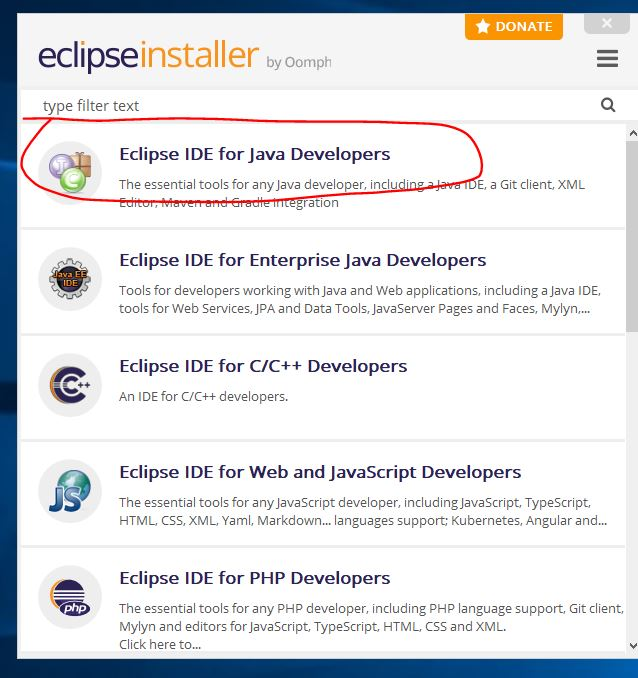 DONATE
eclipseinstaller by Oomph
type filter text
Eclipse IDE for Java Developers
The essential tools for any Java developer, including a Java IDE, a Git client, XML
Editor, Maven and Gradle integration
Java EE
IDE
Eclipse IDE for Enterprise Java Developers
Tools for developers working with Java and Web applications, including a Java IDE,
tools for Web Services, JPA and Data Tools, JavaServer Pages and Faces, Mylyn,...
C++
Eclipse IDE for C/C++ Developers
An IDE for C/C++ developers.
JS
Eclipse IDE for Web and JavaScript Developers
The essential tools for any JavaScript developer, including JavaScript, TypeScript,
HTML, CSS, XML, Yaml, Markdown... languages support; Kubernetes, Angular and...
php
Eclipse IDE for PHP Developers
The essential tools for any PHP developer, including PHP language support, Git client,
Mylyn and editors for JavaScript, TypeScript, HTML, CSS and XML.
Click here to...